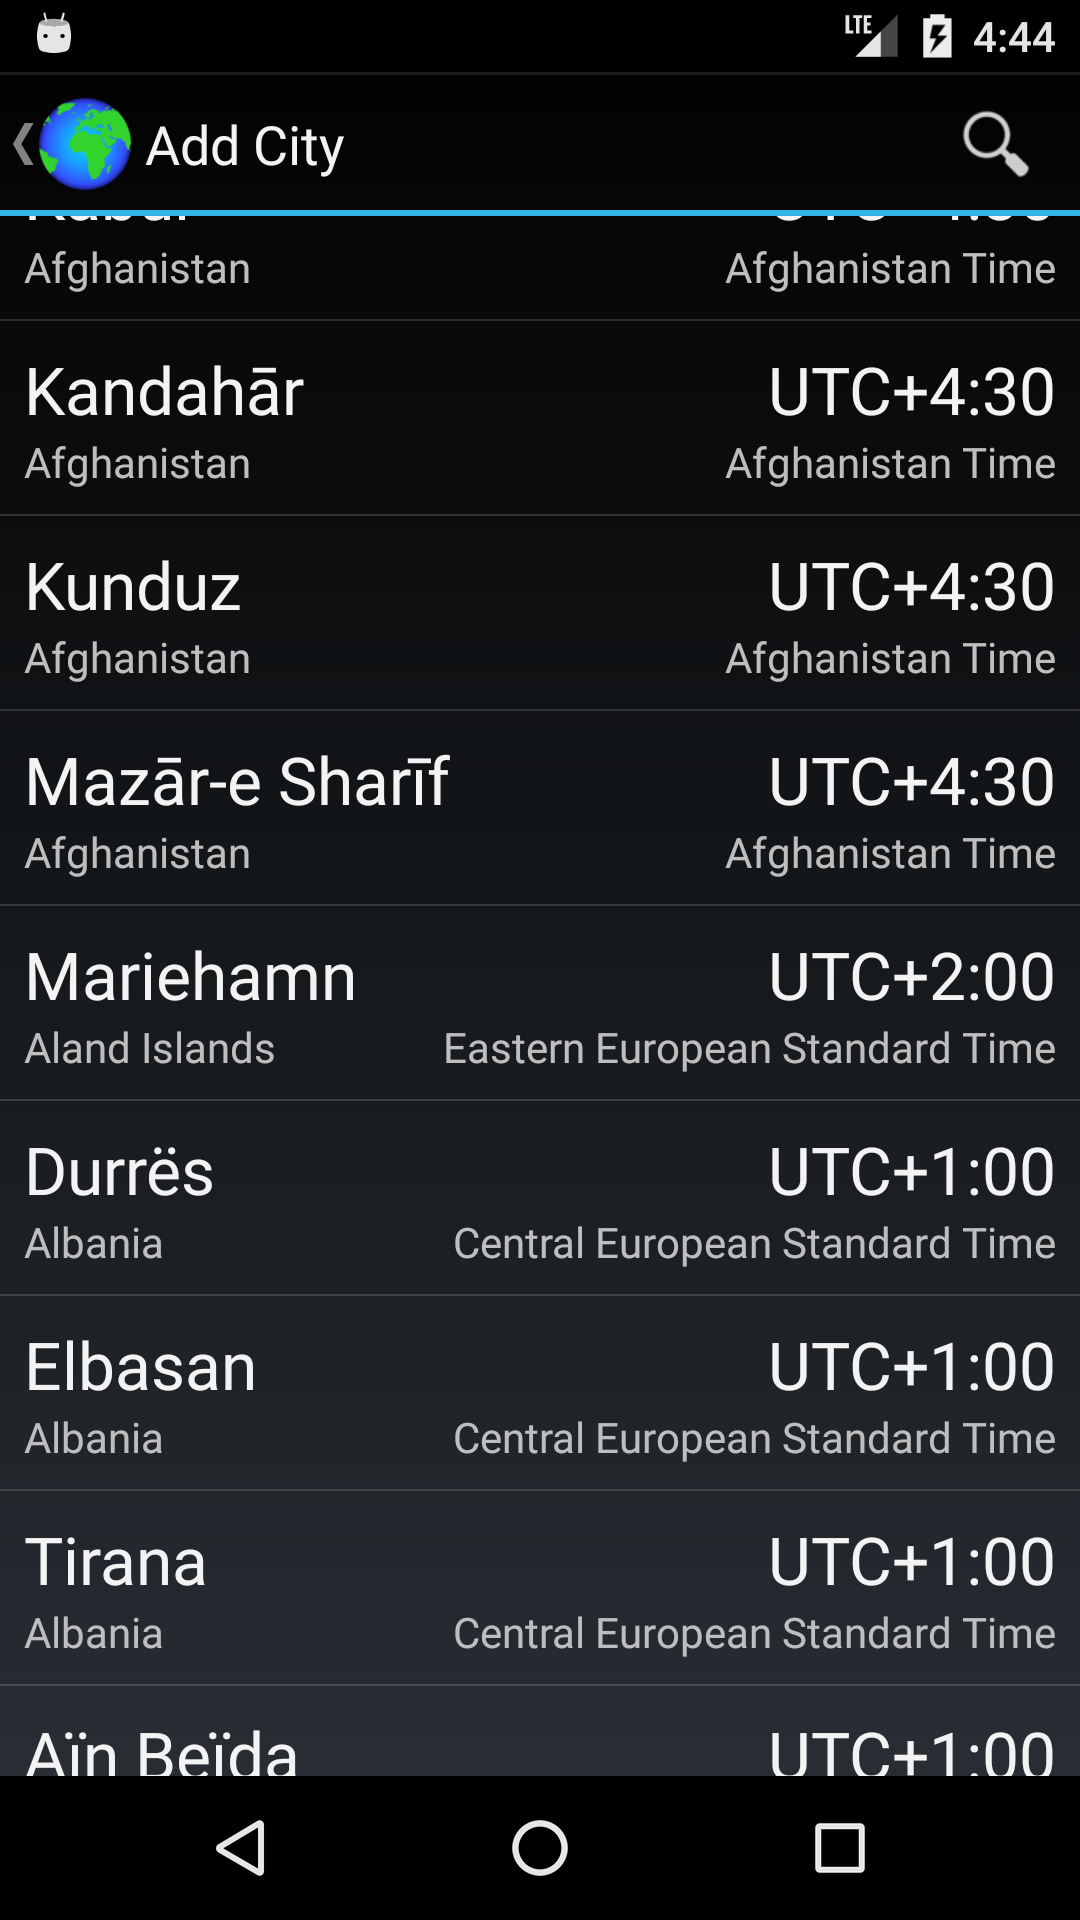 LTE 4:44
Add City
Afghanistan Afghanistan Time
Kandahār UTC+4:30
Afghanistan Afghanistan Time
Kunduz UTC+4:30
Afghanistan Afghanistan Time
Mazār-e Sharīf UTC+4:30
Afghanistan Afghanistan Time
Mariehamn UTC+2:00
Aland Islands Eastern European Standard Time
Durrës UTC+1:00
Albania Central European Standard Time
Elbasan UTC+1:00
Albania Central European Standard Time
Tirana UTC+1:00
Albania Central European Standard Time
Aïn Beïda UTC+1:00